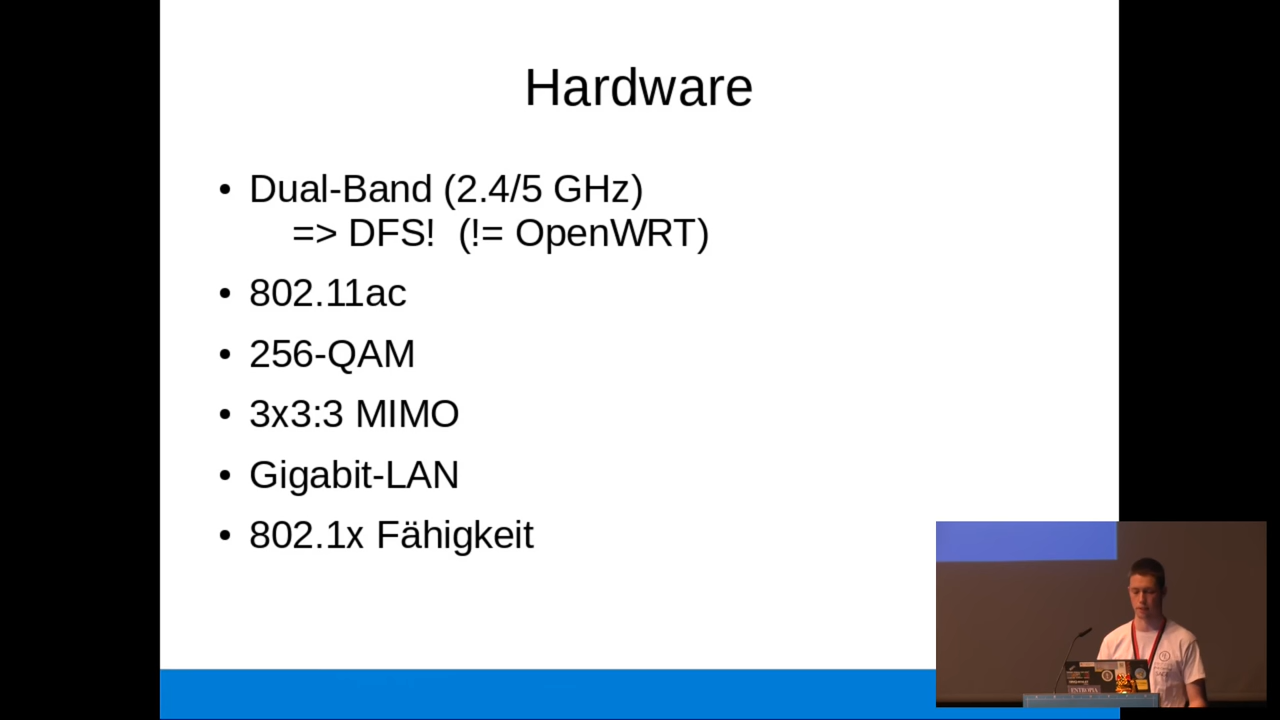 Hardware
• Dual-Band (2.4/5 GHz)
=> DFS! (!= OpenWRT)
• 802.11ac
• 256-QAM
• 3x3:3 MIMO
• Gigabit-LAN
• 802.1x Fähigkeit
ENTROPIA